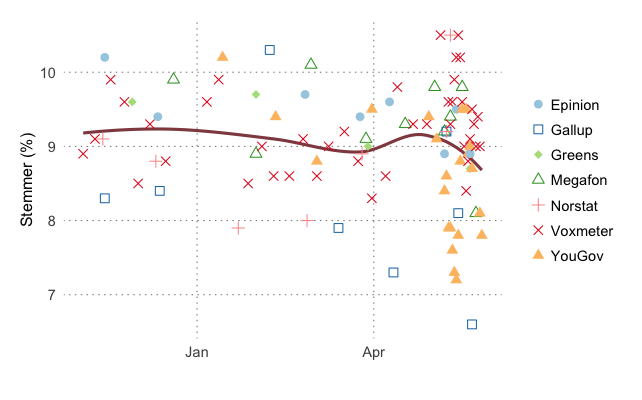 Stemmer (%)
10
9
8
7
Jan
Apr
Epinion
Gallup
Greens
Megafon
Norstat
Voxmeter
YouGov